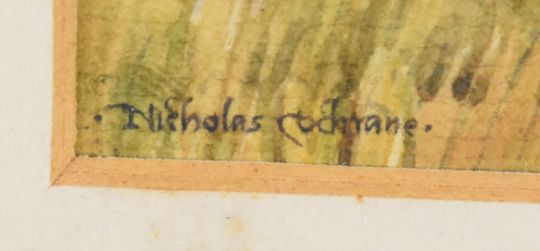 · Nicholas Cochrane ·